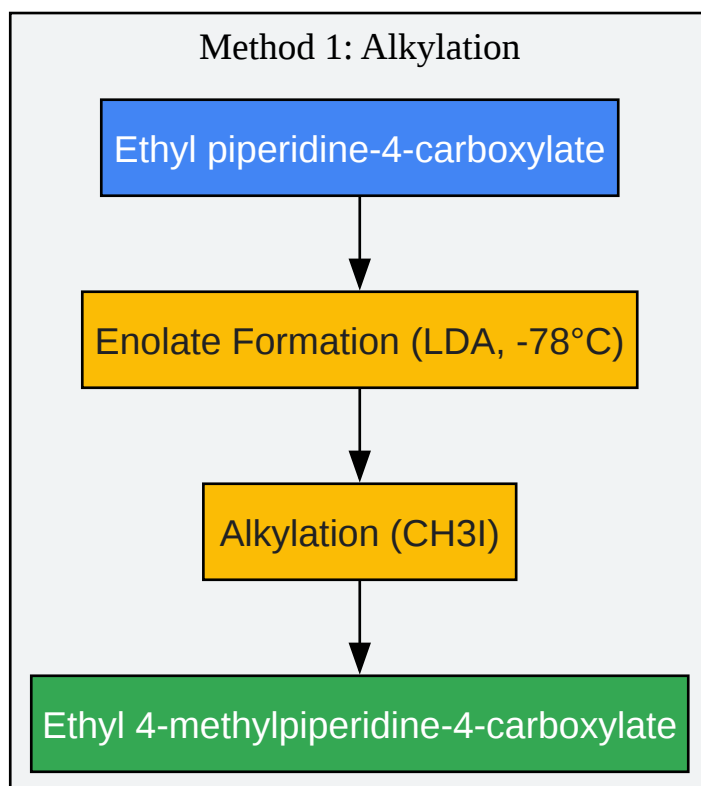 Method 1: Alkylation
Ethyl piperidine-4-carboxylate
Enolate Formation (LDA, -78°C)
Alkylation (CH3I)
Ethyl 4-methylpiperidine-4-carboxylate